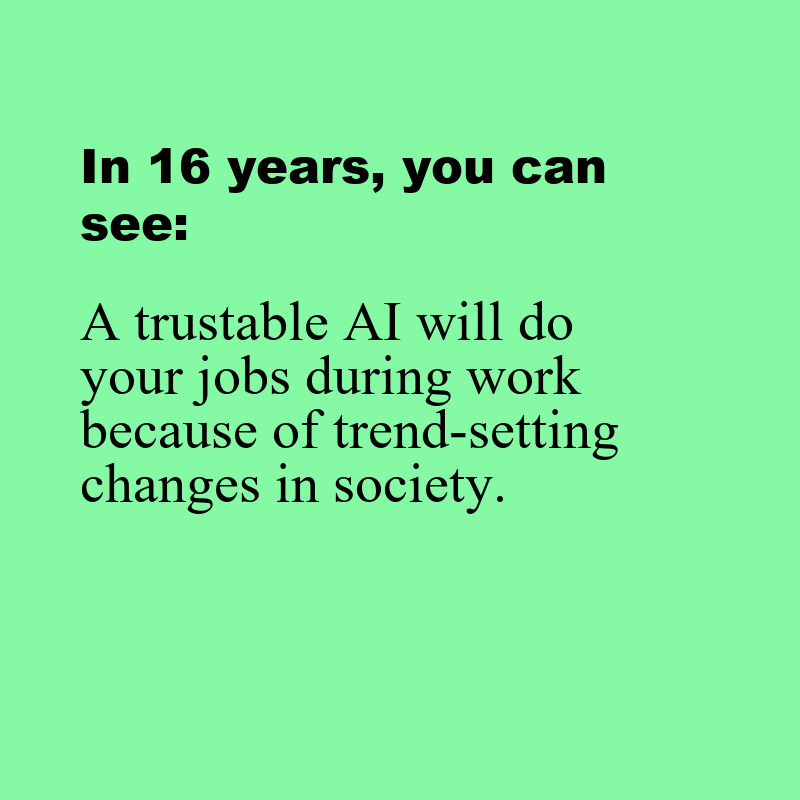 In 16 years, you can
see:
A trustable AI will do
your jobs during work
because of trend-setting
changes in society.